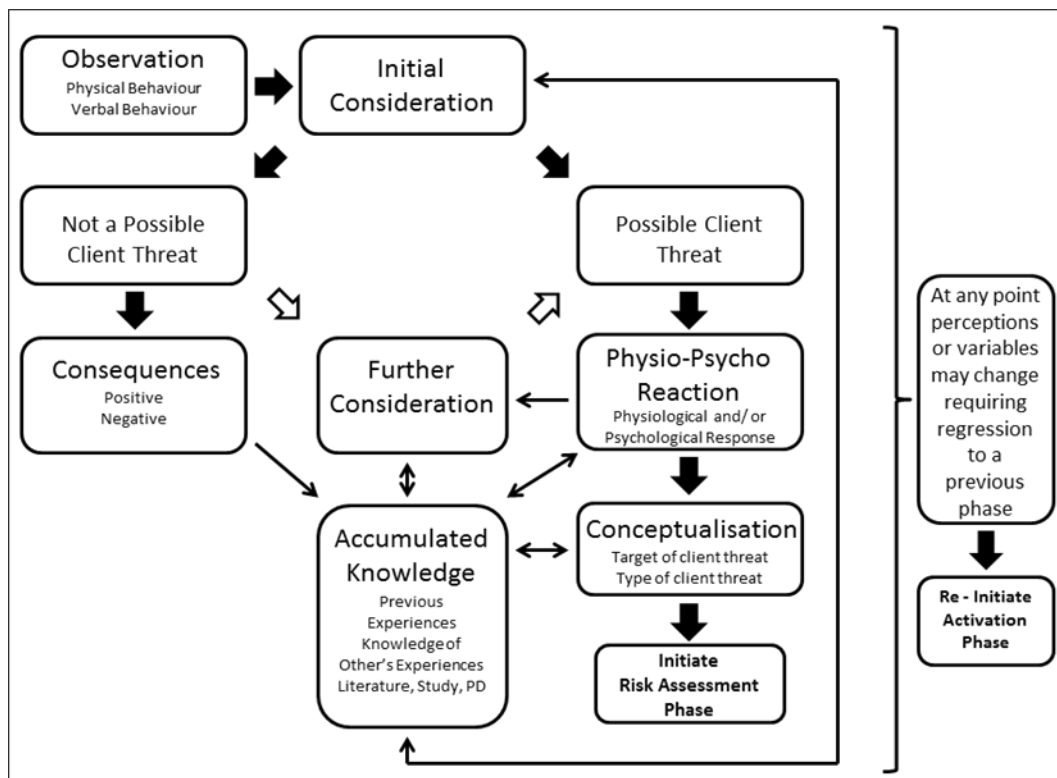 Observation
Physical Behaviour
Verbal Behaviour
Initial
Consideration
Not a Possible
Client Threat
Possible Client
Threat
Consequences
Positive
Negative
Further
Consideration
Physio-Psycho
Reaction
Physiological and/ or
Psychological Response
Accumulated
Knowledge
Previous
Experiences
Knowledge of
Other's Experiences
Literature, Study, PD
Conceptualisation
Target of client threat
Type of client threat
Initiate
Risk Assessment
Phase
At any point
perceptions
or variables
may change
requiring
regression
to a
previous
phase
Re - Initiate
Activation
Phase